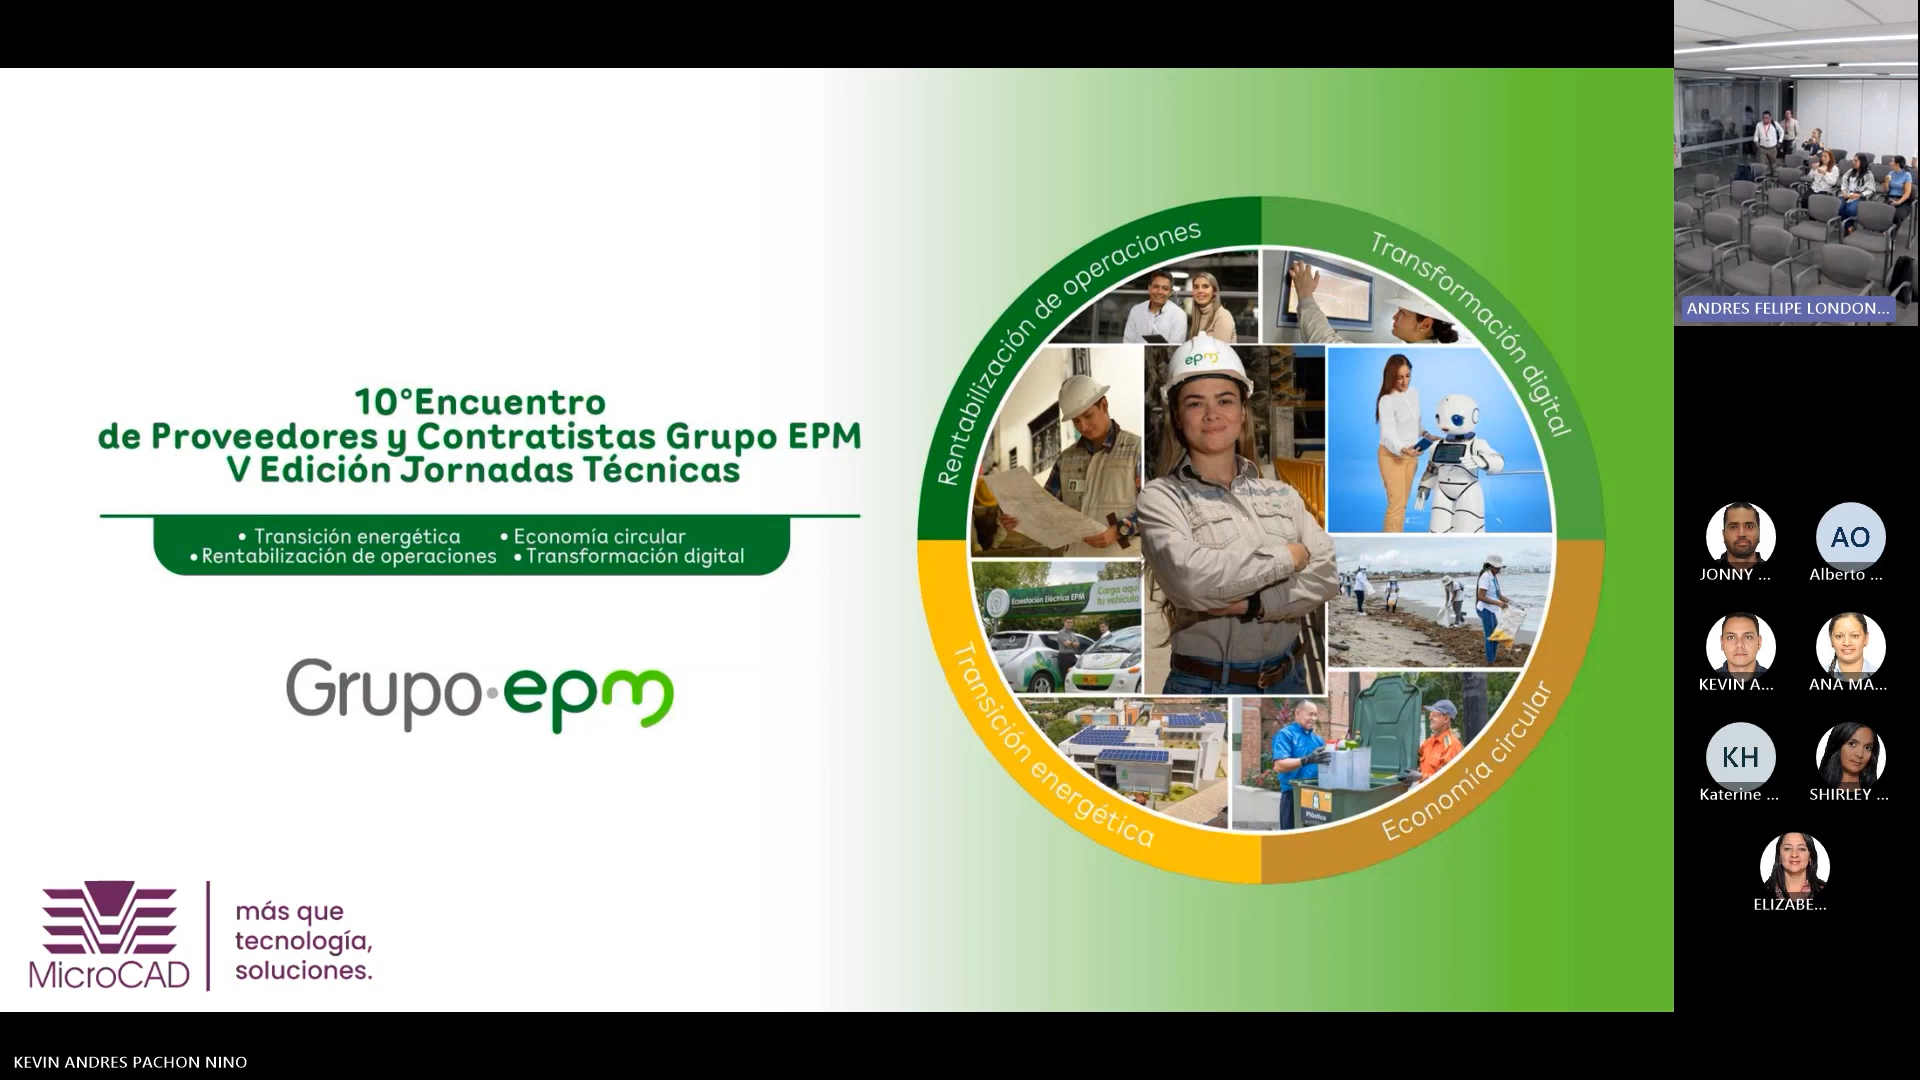 10°Encuentro
de Proveedores y Contratistas Grupo EPM
V Edición Jornadas Técnicas
• Transición energética • Economía circular
• Rentabilización de operaciones • Transformación digital
Grupo·epm
MicroCAD
más que
tecnología,
soluciones.
Rentabilización de operaciones
Transformación digital
Transición energética
Economía circular
epm
Ecoestación Eléctrica EPM
Carga aquí
tu vehículo
Plástico
ANDRES FELIPE LONDON...
JONNY ...
AO
Alberto ...
KEVIN A...
ANA MA...
KH
Katerine ...
SHIRLEY ...
ELIZABE...
KEVIN ANDRES PACHON NINO